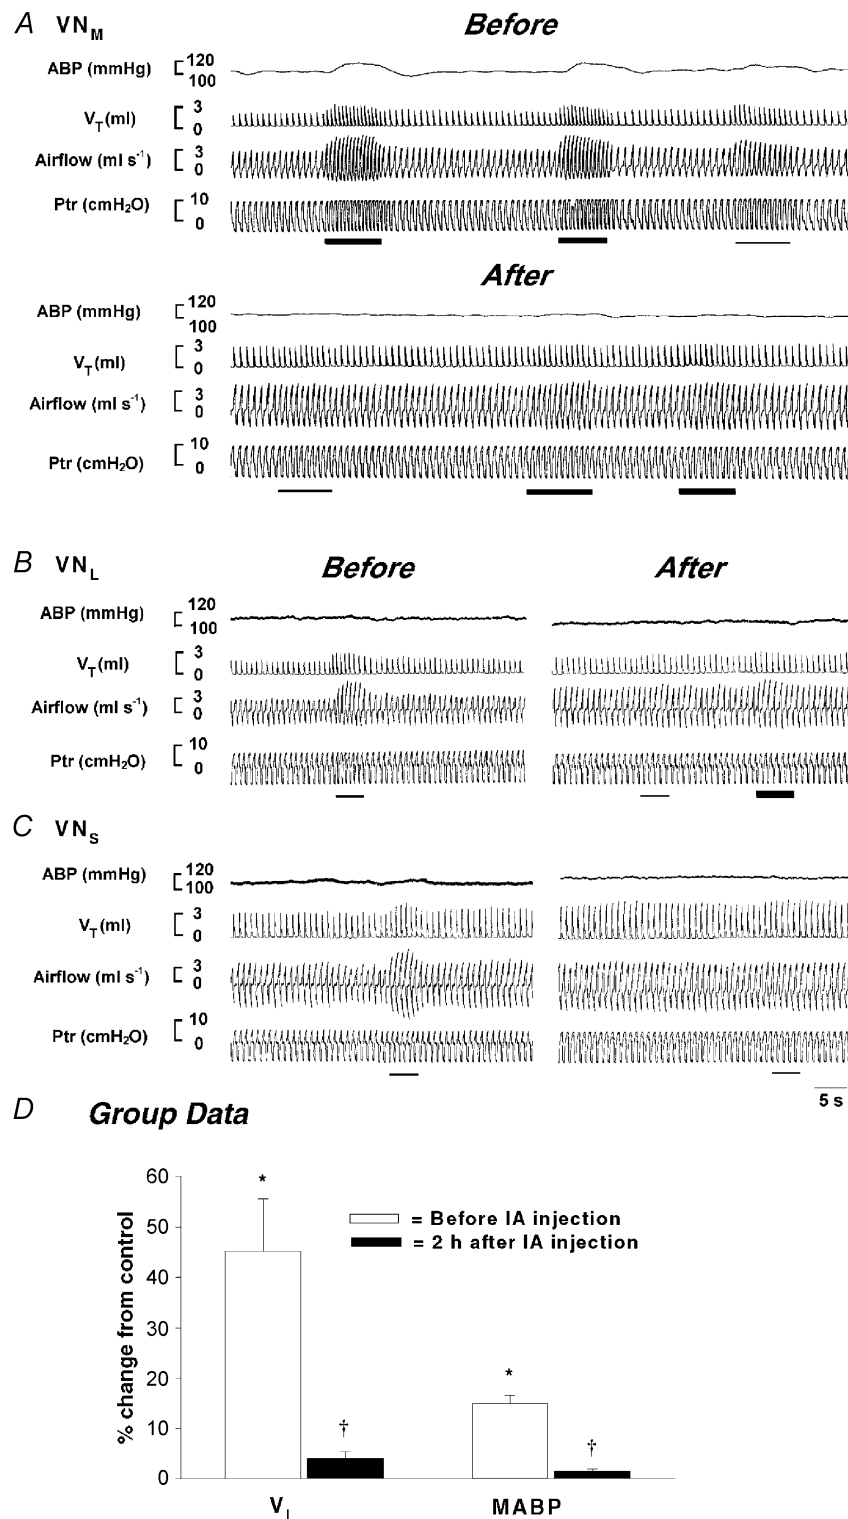 A VN_M Before
ABP (mmHg) 120
100
V_T (ml) 3
0
Airflow (ml s⁻¹) 3
0
Ptr (cmH₂O) 10
0
After
ABP (mmHg) 120
100
V_T (ml) 3
0
Airflow (ml s⁻¹) 3
0
Ptr (cmH₂O) 10
0
B VN_L Before After
ABP (mmHg) 120
100
V_T (ml) 3
0
Airflow (ml s⁻¹) 3
0
Ptr (cmH₂O) 10
0
C VN_S
ABP (mmHg) 120
100
V_T (ml) 3
0
Airflow (ml s⁻¹) 3
0
Ptr (cmH₂O) 10
0
5 s
D Group Data
% change from control
60
50
40
30
20
10
0
*
†
*
†
= Before IA injection
= 2 h after IA injection
V_I MABP